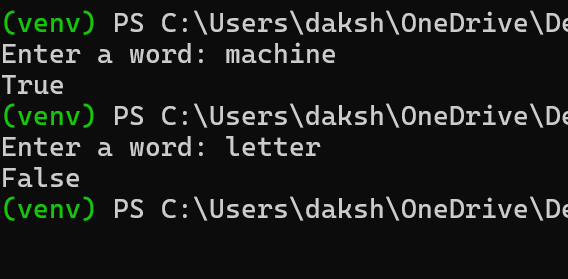 (venv) PS C:\Users\daksh\OneDrive\De
Enter a word: machine
True
(venv) PS C:\Users\daksh\OneDrive\De
Enter a word: letter
False
(venv) PS C:\Users\daksh\OneDrive\De